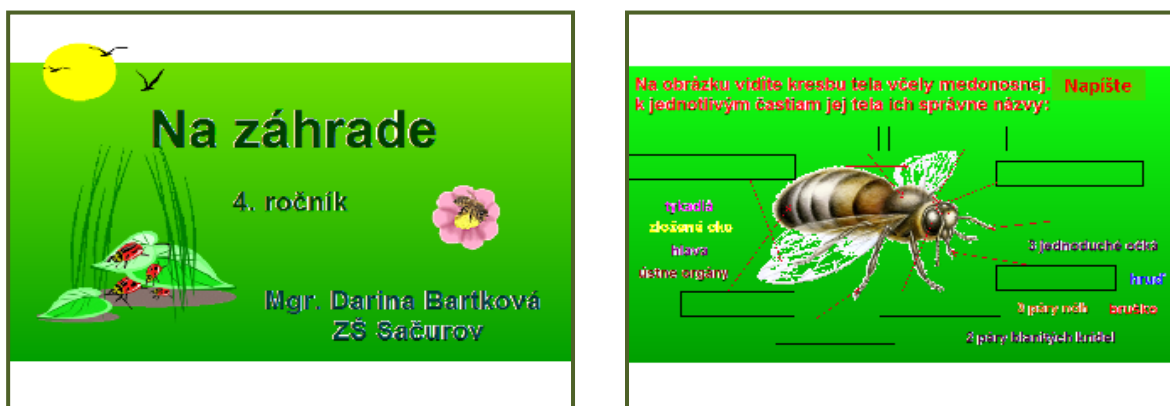 Na záhrade
4. ročník
Mgr. Darina Bartková
ZŠ Sačurov
Na obrázku vidíte kresbu tela včely medonosnej. Napíšte
k jednotlivým častiam jej tela ich správne názvy:
tykadlá
zložené oko
hlava
ústne orgány
3 jednoduché očká
hruď
3 páry nôh bruško
2 páry blanitých krídel